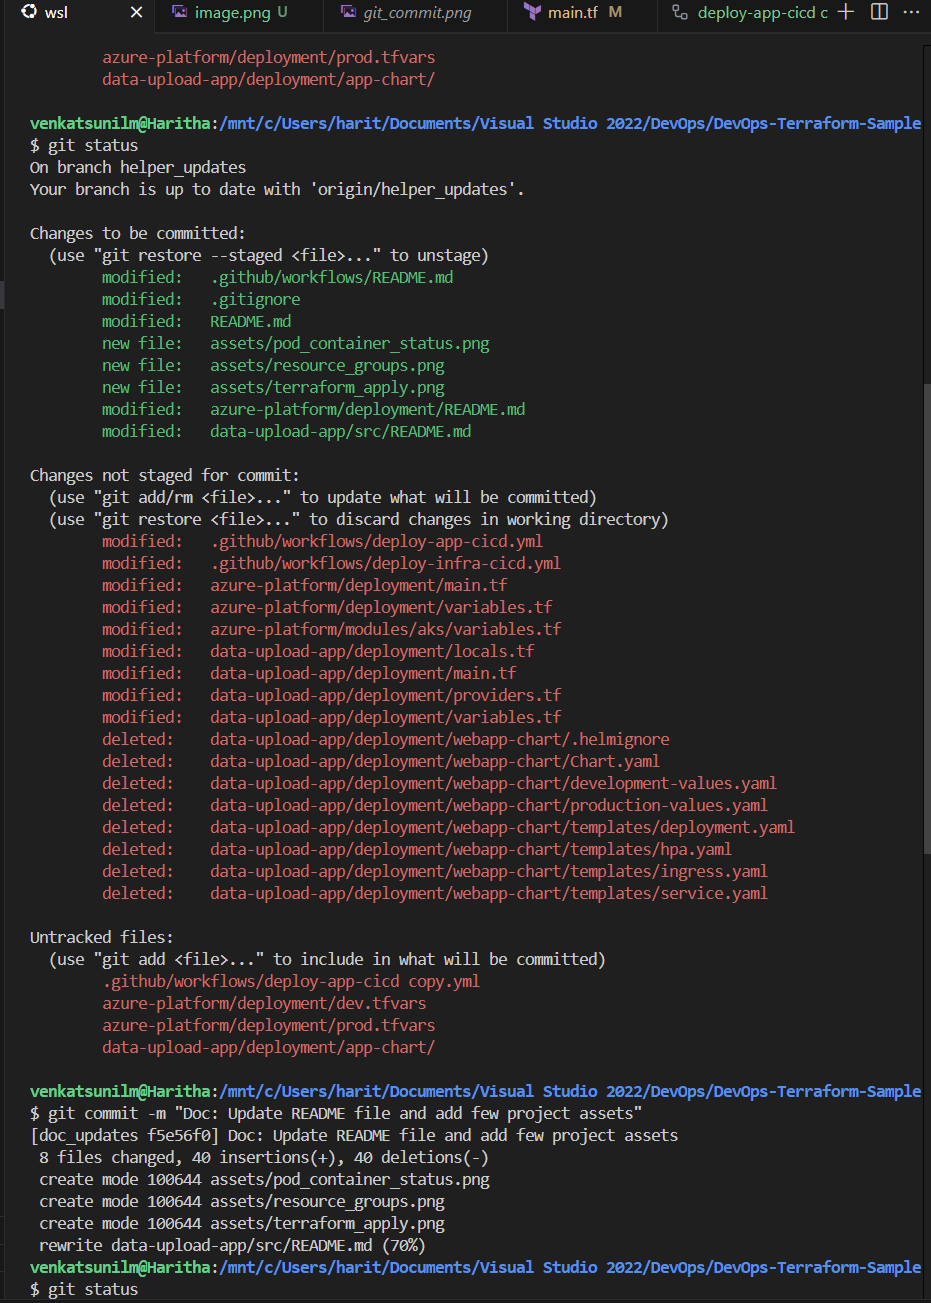 wsl
image.png U
git_commit.png
main.tf M
deploy-app-cicd c
azure-platform/deployment/prod.tfvars
data-upload-app/deployment/app-chart/
venkatsunilm@Haritha:/mnt/c/Users/harit/Documents/Visual Studio 2022/DevOps/DevOps-Terraform-Sample
$ git status
On branch helper_updates
Your branch is up to date with 'origin/helper_updates'.
Changes to be committed:
(use "git restore --staged <file>..." to unstage)
modified: .github/workflows/README.md
modified: .gitignore
modified: README.md
new file: assets/pod_container_status.png
new file: assets/resource_groups.png
new file: assets/terraform_apply.png
modified: azure-platform/deployment/README.md
modified: data-upload-app/src/README.md
Changes not staged for commit:
(use "git add/rm <file>..." to update what will be committed)
(use "git restore <file>..." to discard changes in working directory)
modified: .github/workflows/deploy-app-cicd.yml
modified: .github/workflows/deploy-infra-cicd.yml
modified: azure-platform/deployment/main.tf
modified: azure-platform/deployment/variables.tf
modified: azure-platform/modules/aks/variables.tf
modified: data-upload-app/deployment/locals.tf
modified: data-upload-app/deployment/main.tf
modified: data-upload-app/deployment/providers.tf
modified: data-upload-app/deployment/variables.tf
deleted: data-upload-app/deployment/webapp-chart/.helmignore
deleted: data-upload-app/deployment/webapp-chart/Chart.yaml
deleted: data-upload-app/deployment/webapp-chart/development-values.yaml
deleted: data-upload-app/deployment/webapp-chart/production-values.yaml
deleted: data-upload-app/deployment/webapp-chart/templates/deployment.yaml
deleted: data-upload-app/deployment/webapp-chart/templates/hpa.yaml
deleted: data-upload-app/deployment/webapp-chart/templates/ingress.yaml
deleted: data-upload-app/deployment/webapp-chart/templates/service.yaml
Untracked files:
(use "git add <file>..." to include in what will be committed)
.github/workflows/deploy-app-cicd copy.yml
azure-platform/deployment/dev.tfvars
azure-platform/deployment/prod.tfvars
data-upload-app/deployment/app-chart/
venkatsunilm@Haritha:/mnt/c/Users/harit/Documents/Visual Studio 2022/DevOps/DevOps-Terraform-Sample
$ git commit -m "Doc: Update README file and add few project assets"
[doc_updates f5e56f0] Doc: Update README file and add few project assets
8 files changed, 40 insertions(+), 40 deletions(-)
create mode 100644 assets/pod_container_status.png
create mode 100644 assets/resource_groups.png
create mode 100644 assets/terraform_apply.png
rewrite data-upload-app/src/README.md (70%)
venkatsunilm@Haritha:/mnt/c/Users/harit/Documents/Visual Studio 2022/DevOps/DevOps-Terraform-Sample
$ git status